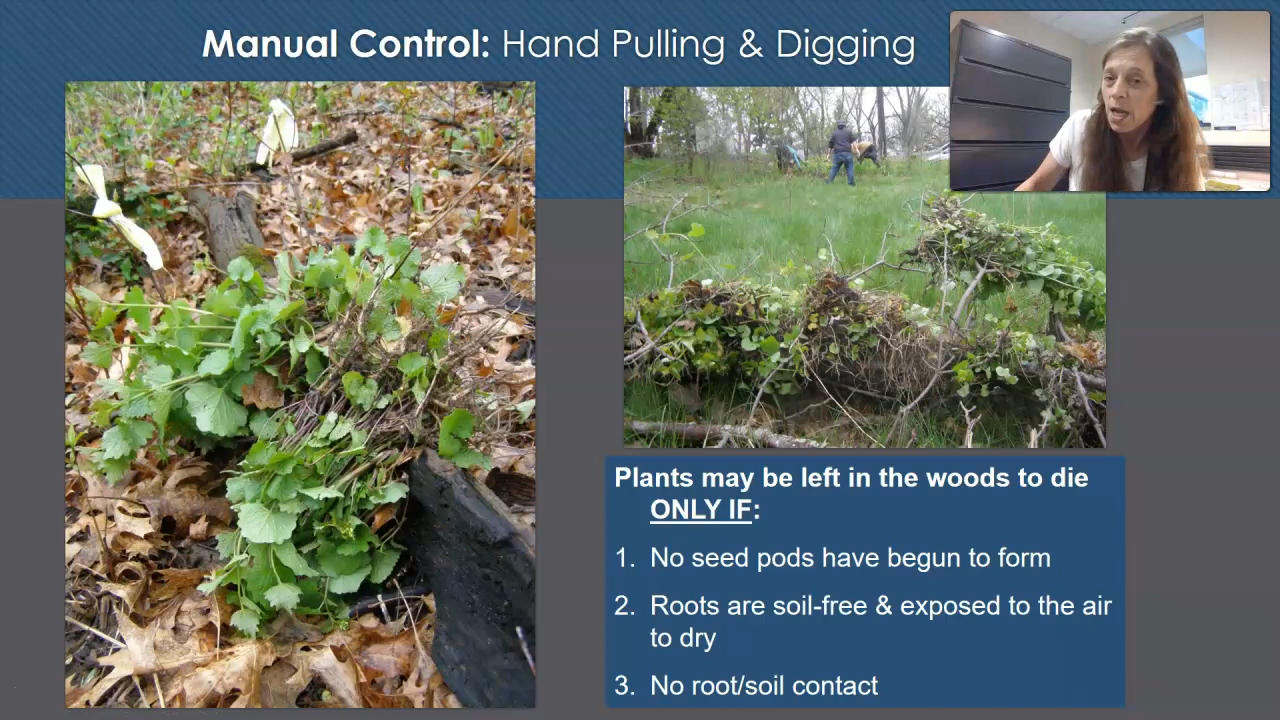 Manual Control: Hand Pulling & Digging
Plants may be left in the woods to die
ONLY IF:
1. No seed pods have begun to form
2. Roots are soil-free & exposed to the air
to dry
3. No root/soil contact